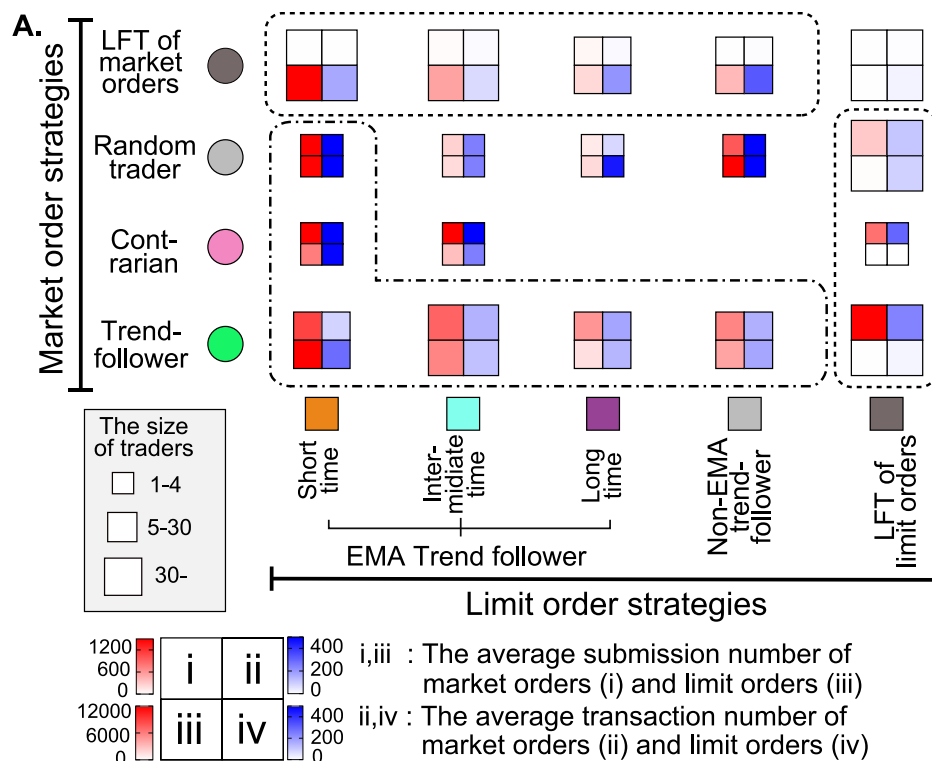 A.
Market order strategies
LFT of
market
orders
Random
trader
Cont-
rarian
Trend-
follower
The size
of traders
1-4
5-30
30-
Short
time
Inter-
midiate
time
Long
time
Non-EMA
trend-
follower
LFT of
limit orders
EMA Trend follower
Limit order strategies
1200
600
0
12000
6000
0
i
ii
iii
iv
400
200
0
400
200
0
i,iii : The average submission number of
market orders (i) and limit orders (iii)
ii,iv : The average transaction number of
market orders (ii) and limit orders (iv)